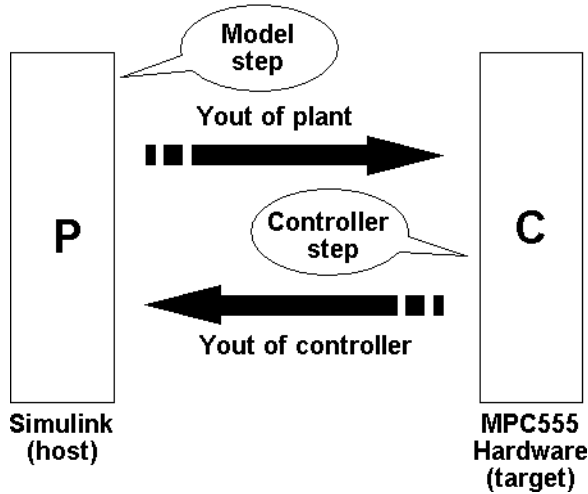 Model
step
Yout of plant
P
Controller
step
C
Yout of controller
Simulink
(host)
MPC555
Hardware
(target)